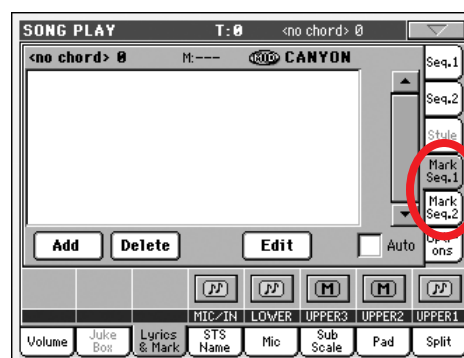 SONG PLAY T:0 <no chord> 0
<no chord> 0 M:--- MID CANYON
Seq.1
Seq.2
Style
Mark Seq.1
Mark Seq.2
Add Delete Edit Auto
ons
MIC/IN LOWER UPPER3 UPPER2 UPPER1
M M
Volume Juke Box Lyrics & Mark STS Name Mic Sub Scale Pad Split